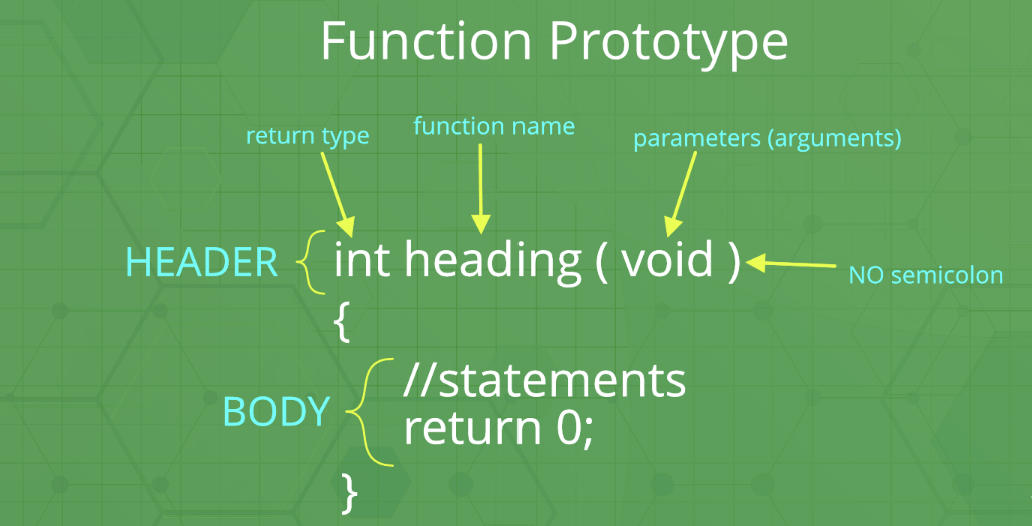 Function Prototype
return type
function name
parameters (arguments)
HEADER
int heading ( void )
NO semicolon
{
BODY
//statements
return 0;
}